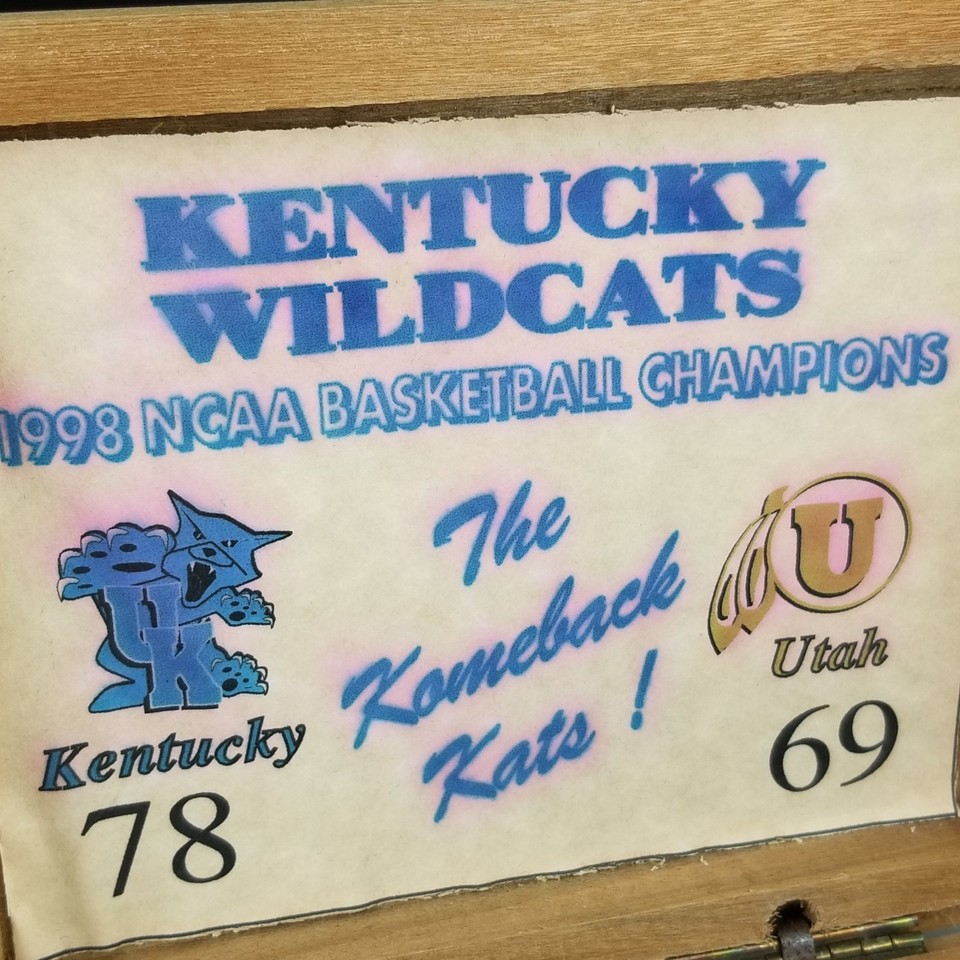 KENTUCKY
WILDCATS
1998 NCAA BASKETBALL CHAMPIONS
The
Komeback
Kats !
UK
Kentucky
78
U
Utah
69